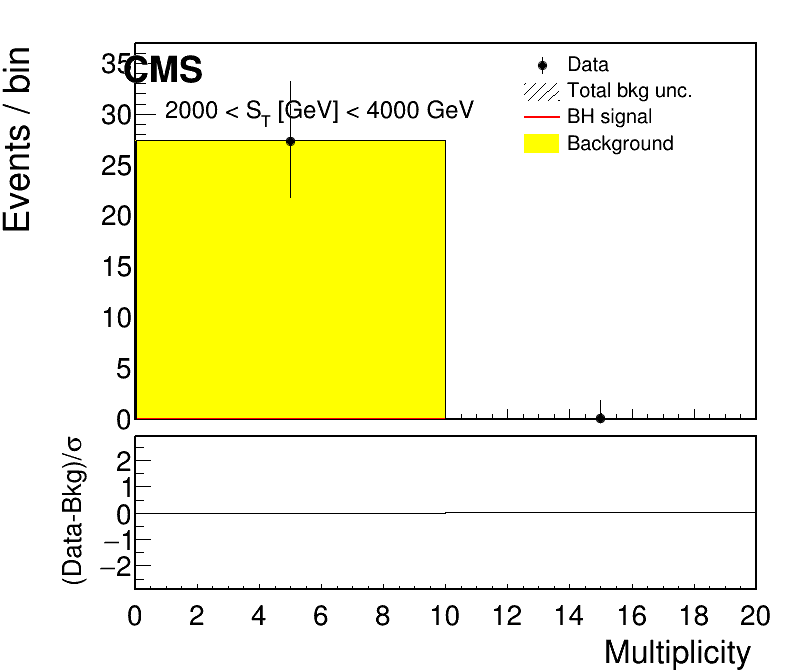 CMS
2000 < S_T [GeV] < 4000 GeV
Data
Total bkg unc.
BH signal
Background
Events / bin
35
30
25
20
15
10
5
0
(Data-Bkg)/σ
2
1
0
−1
−2
0 2 4 6 8 10 12 14 16 18 20
Multiplicity